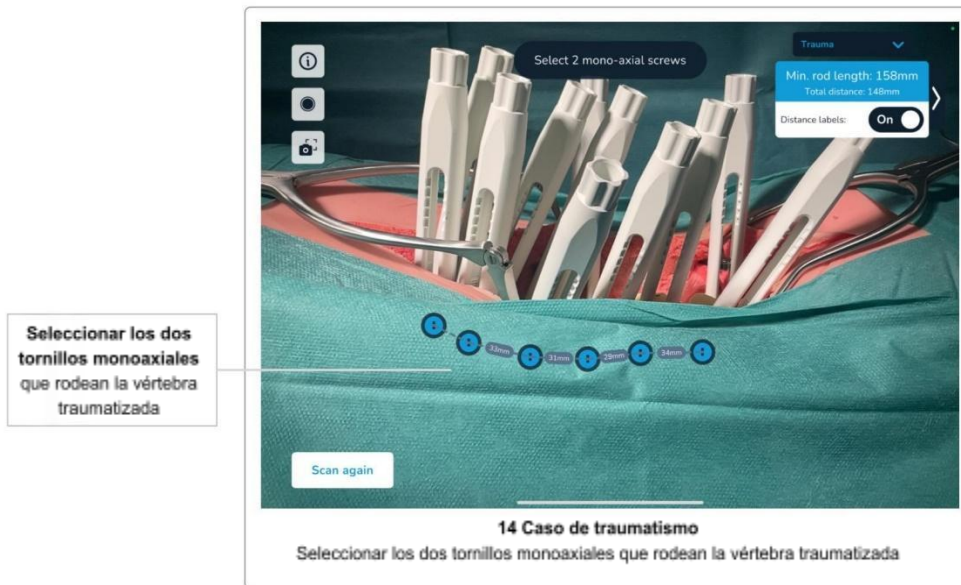 Select 2 mono-axial screws
Trauma
Min. rod length: 158mm
Total distance: 148mm
Distance labels:
On
33mm
31mm
29mm
34mm
Scan again
Seleccionar los dos
tornillos monoaxiales
que rodean la vértebra
traumatizada
14 Caso de traumatismo
Seleccionar los dos tornillos monoaxiales que rodean la vértebra traumatizada